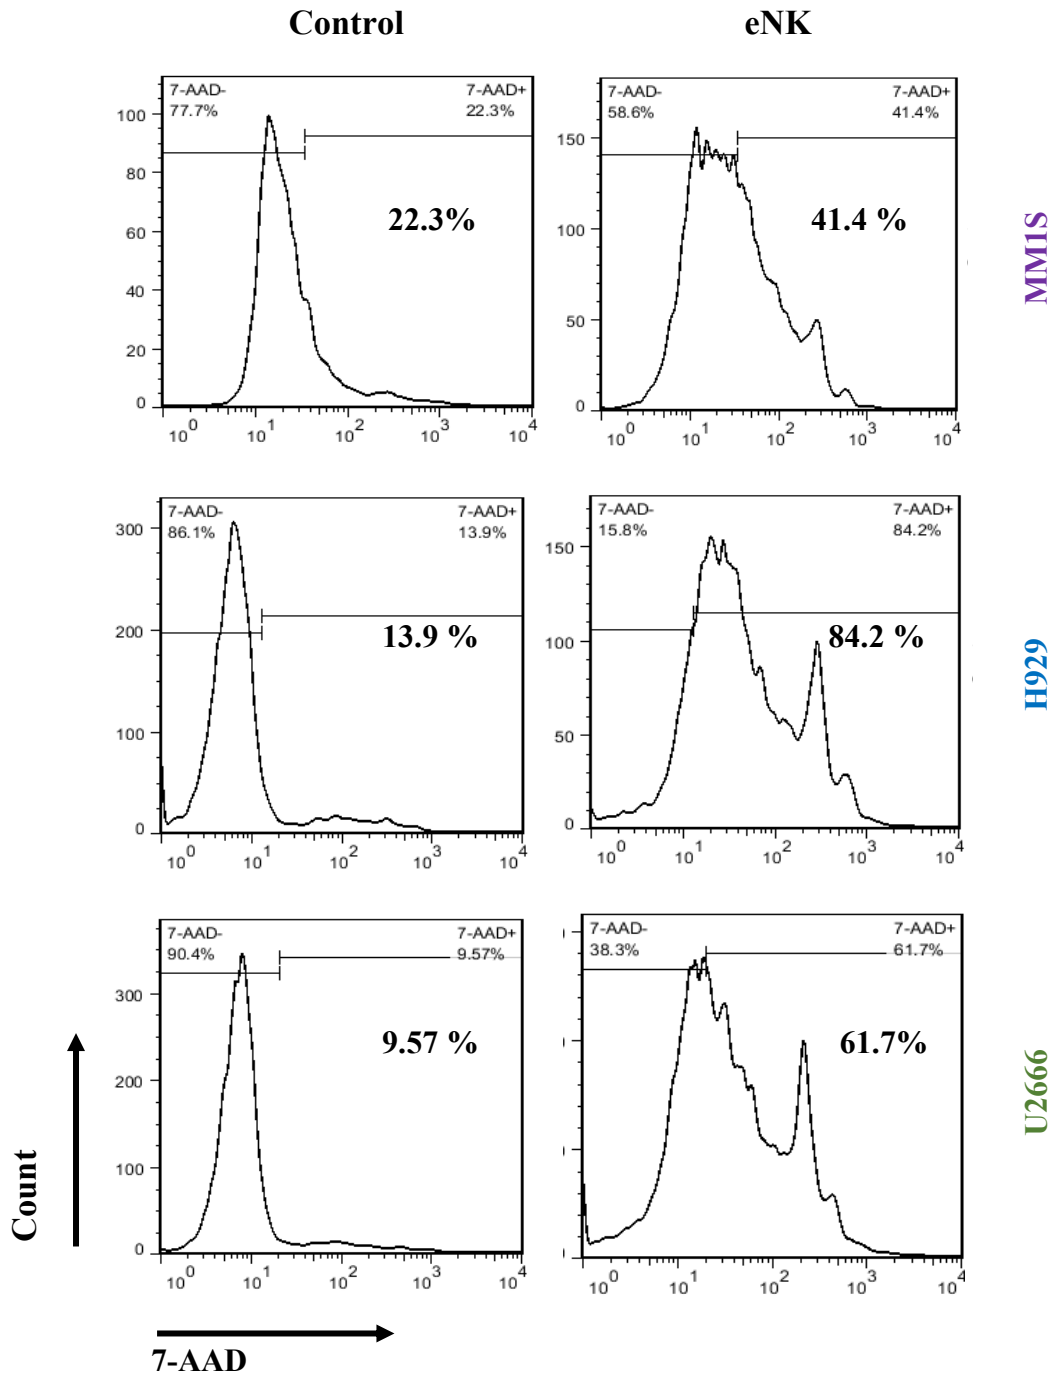 Control
eNK
7-AAD-
77.7%
7-AAD+
22.3%
22.3%
100
80
60
40
20
0
10^0 10^1 10^2 10^3 10^4
7-AAD-
58.6%
7-AAD+
41.4%
41.4 %
150
100
50
0
10^0 10^1 10^2 10^3 10^4
MM1S
7-AAD-
86.1%
7-AAD+
13.9%
13.9 %
300
200
100
0
10^0 10^1 10^2 10^3 10^4
7-AAD-
15.8%
7-AAD+
84.2%
84.2 %
150
100
50
0
10^0 10^1 10^2 10^3 10^4
H929
7-AAD-
90.4%
7-AAD+
9.57%
9.57 %
300
200
100
0
10^0 10^1 10^2 10^3 10^4
7-AAD-
38.3%
7-AAD+
61.7%
61.7%
10^0 10^1 10^2 10^3 10^4
U2666
Count
7-AAD